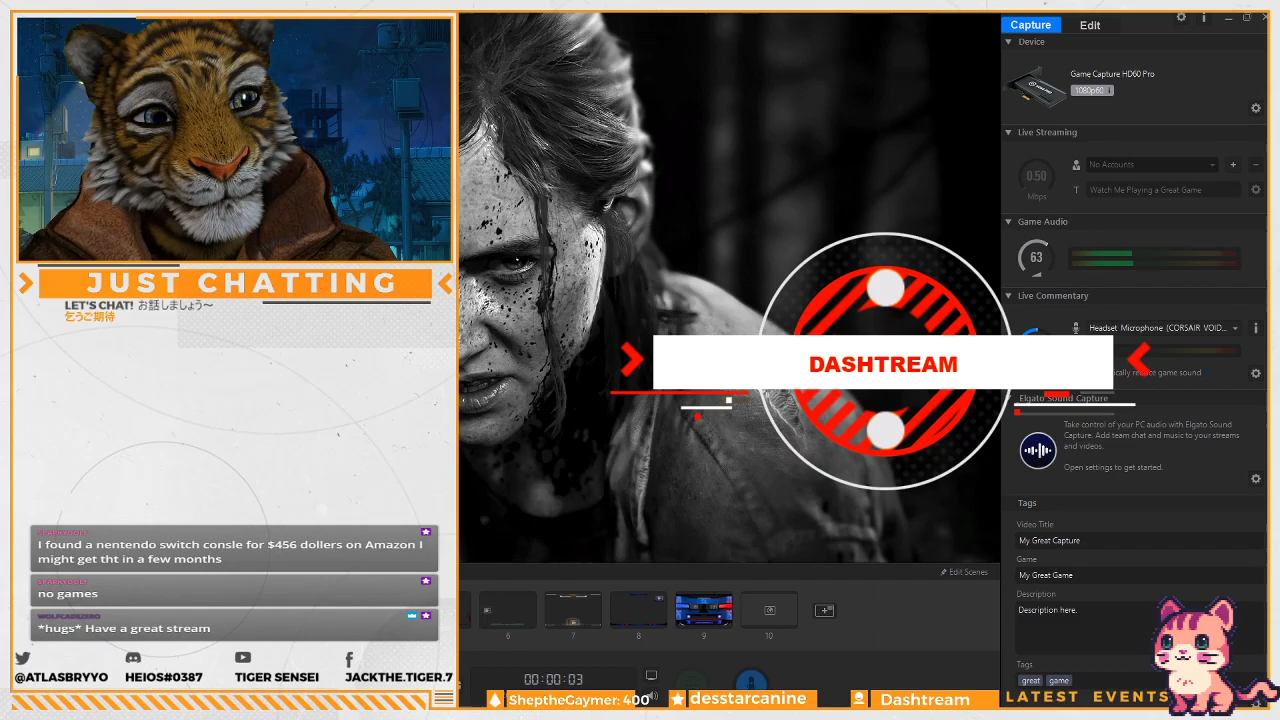 JUST CHATTING
LET'S CHAT! お話しましょう〜
乞うご期待
I found a nentendo switch consle for $456 dollers on Amazon I
might get tht in a few months
no games
*hugs* Have a great stream
@ATLASBRYYO
HEIOS#0387
TIGER SENSEI
JACKTHE.TIGER.7
DASHTREAM
Edit Scenes
6
7
8
9
10
00:00:03
SheptheGaymer: 400
desstarcanine
Dashtream
LATEST EVENTS
Capture
Edit
Device
Game Capture HD60 Pro
1080p60
Live Streaming
0.50
Mbps
No Accounts
Watch Me Playing a Great Game
Game Audio
63
Live Commentary
Headset Microphone (CORSAIR VOID...
game sound
Elgato Sound Capture
Take control of your PC audio with Elgato Sound
Capture. Add team chat and music to your streams
and videos.
Open settings to get started.
Tags
Video Title
My Great Capture
Game
My Great Game
Description
Description here.
Tags
great
game